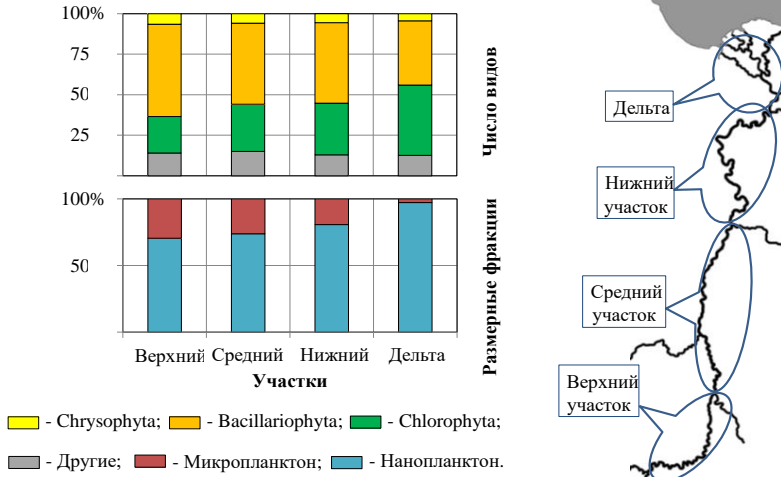 100%
75
50
25
Число видов
100%
50
Размерные фракции
Верхний Средний Нижний Дельта
Участки
- Chrysophyta; - Bacillariophyta; - Chlorophyta;
- Другие; - Микропланктон; - Нанопланктон.
Дельта
Нижний
участок
Средний
участок
Верхний
участок